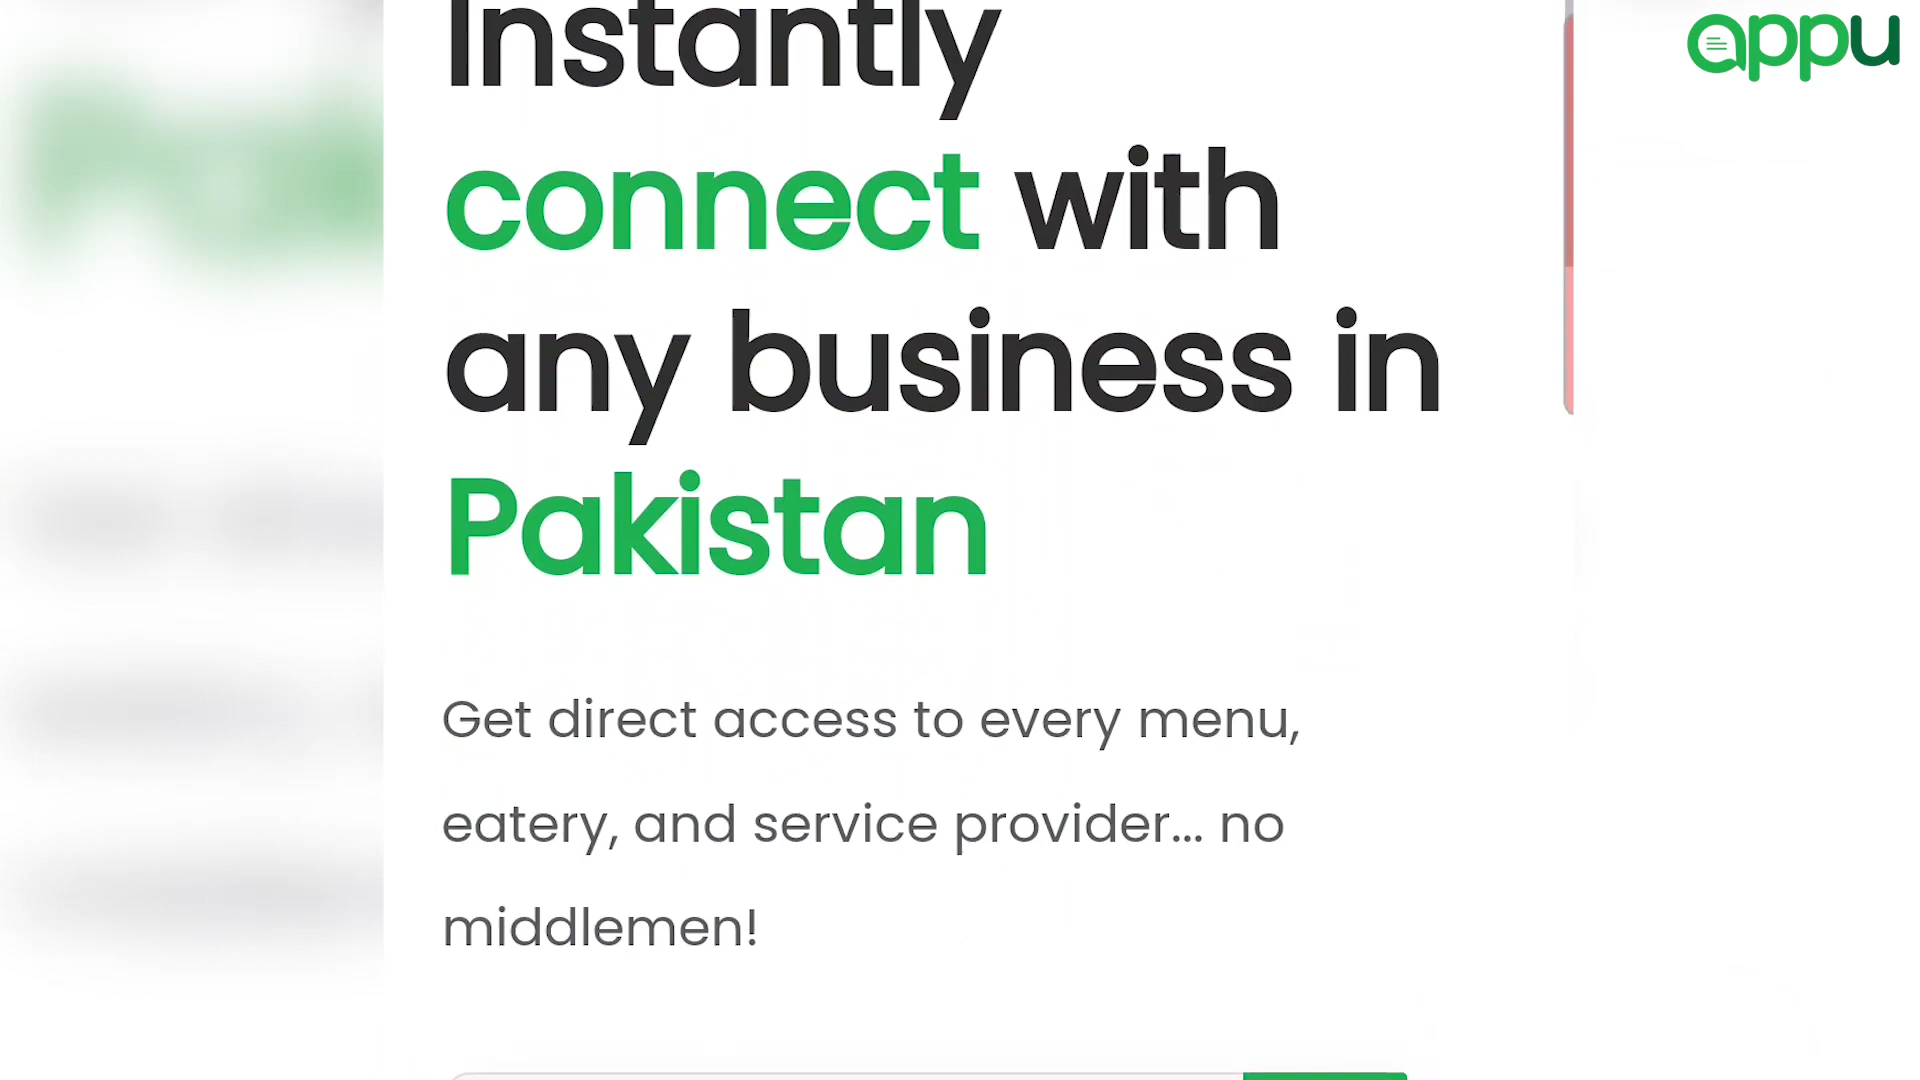 appu
Instantly
connect with
any business in
Pakistan
Get direct access to every menu,
eatery, and service provider... no
middlemen!